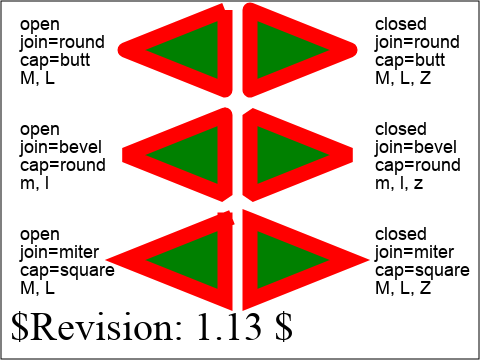 open
join=round
cap=butt
M, L
closed
join=round
cap=butt
M, L, Z
open
join=bevel
cap=round
m, l
closed
join=bevel
cap=round
m, l, z
open
join=miter
cap=square
M, L
closed
join=miter
cap=square
M, L, Z
$Revision: 1.13 $